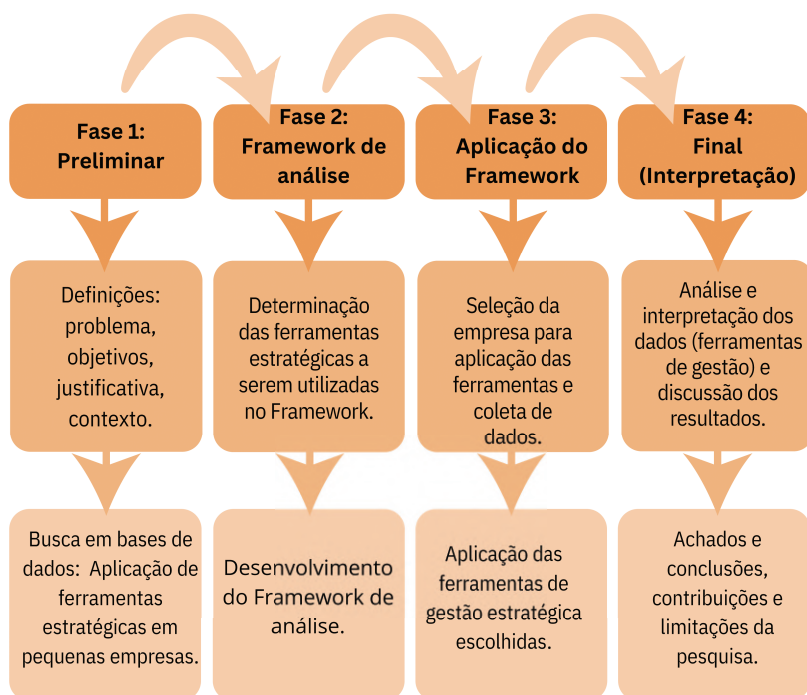 Fase 1:
Preliminar
Fase 2:
Framework de
análise
Fase 3:
Aplicação do
Framework
Fase 4:
Final
(Interpretação)
Definições:
problema,
objetivos,
justificativa,
contexto.
Determinação
das ferramentas
estratégicas a
serem utilizadas
no Framework.
Seleção da
empresa para
aplicação das
ferramentas e
coleta de
dados.
Análise e
interpretação dos
dados (ferramentas
de gestão) e
discussão dos
resultados.
Busca em bases de
dados: Aplicação de
ferramentas
estratégicas em
pequenas empresas.
Desenvolvimento
do Framework de
análise.
Aplicação das
ferramentas de
gestão estratégica
escolhidas.
Achados e
conclusões,
contribuições e
limitações da
pesquisa.